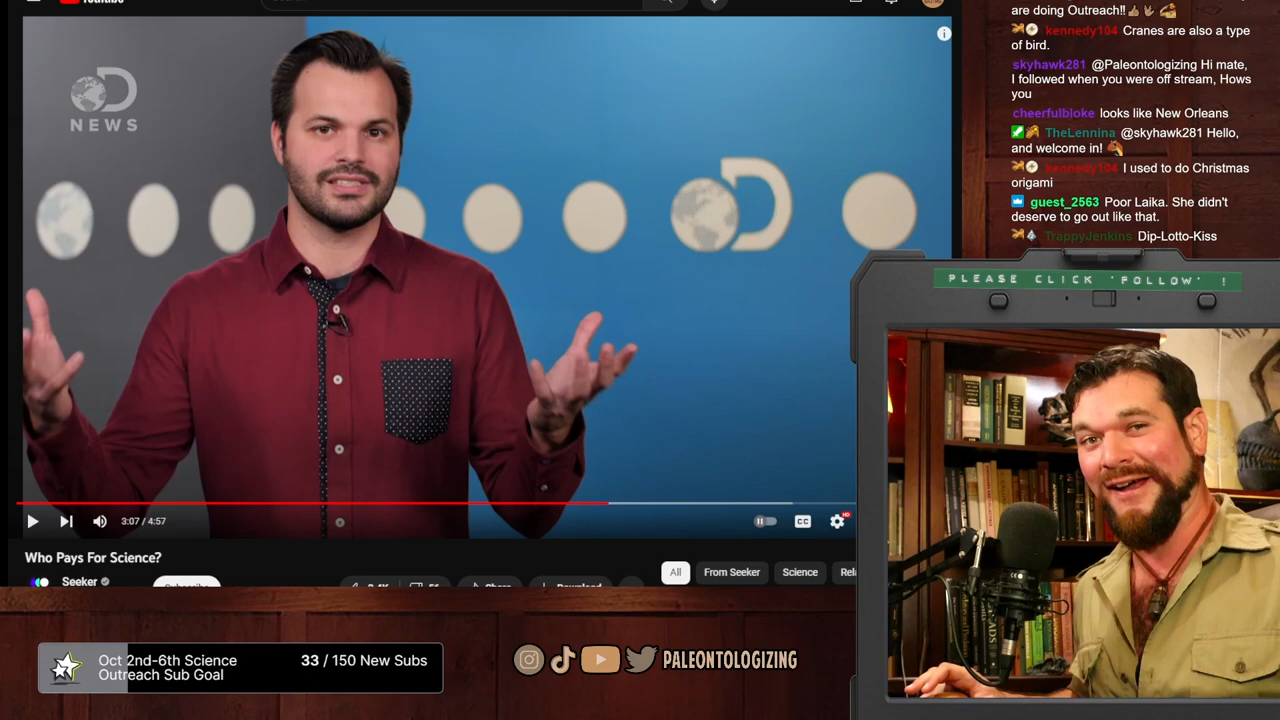 NEWS
3:07 / 4:57
CC
HD
Who Pays For Science?
Seeker
All
From Seeker
Science
are doing Outreach!!
kennedy104 Cranes are also a type
of bird.
skyhawk281 @Paleontologizing Hi mate,
I followed when you were off stream, Hows
you
cheerfulbloke looks like New Orleans
TheLennina @skyhawk281 Hello,
and welcome in!
kennedy104 I used to do Christmas
origami
guest_2563 Poor Laika. She didn't
deserve to go out like that.
TrappyJenkins Dip-Lotto-Kiss
PLEASE CLICK "FOLLOW" !
Oct 2nd-6th Science
Outreach Sub Goal
33 / 150 New Subs
PALEONTOLOGIZING